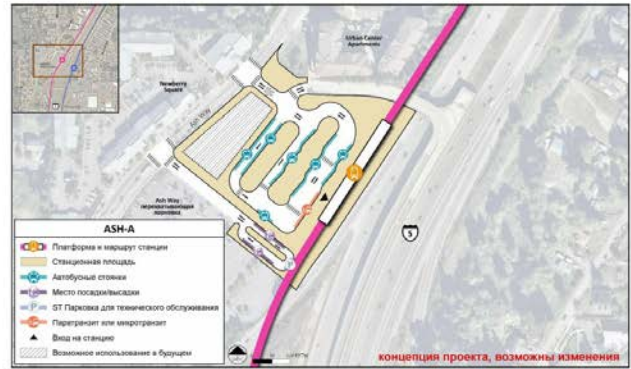 Urban Center
Apartments
Newberry
Square
Ash Way
Ash Way
перехватывающая
парковка
5
ASH-A
Платформа и маршрут станции
Станционная площадь
Автобусные стоянки
Место посадки/высадки
P ST Парковка для технического обслуживания
Паратранзит или микротранзит
Вход на станцию
Возможное использование в будущем
концепция проекта, возможны изменения